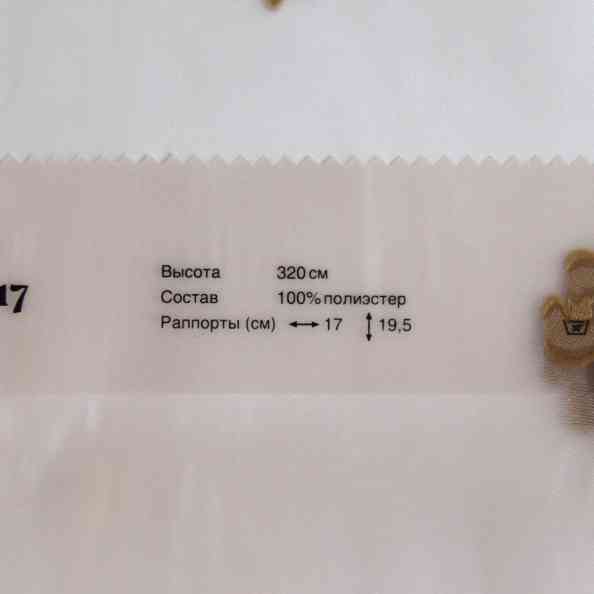 17
Высота 320 см
Состав 100% полиэстер
Раппорты (см) ↔ 17 ↕ 19,5